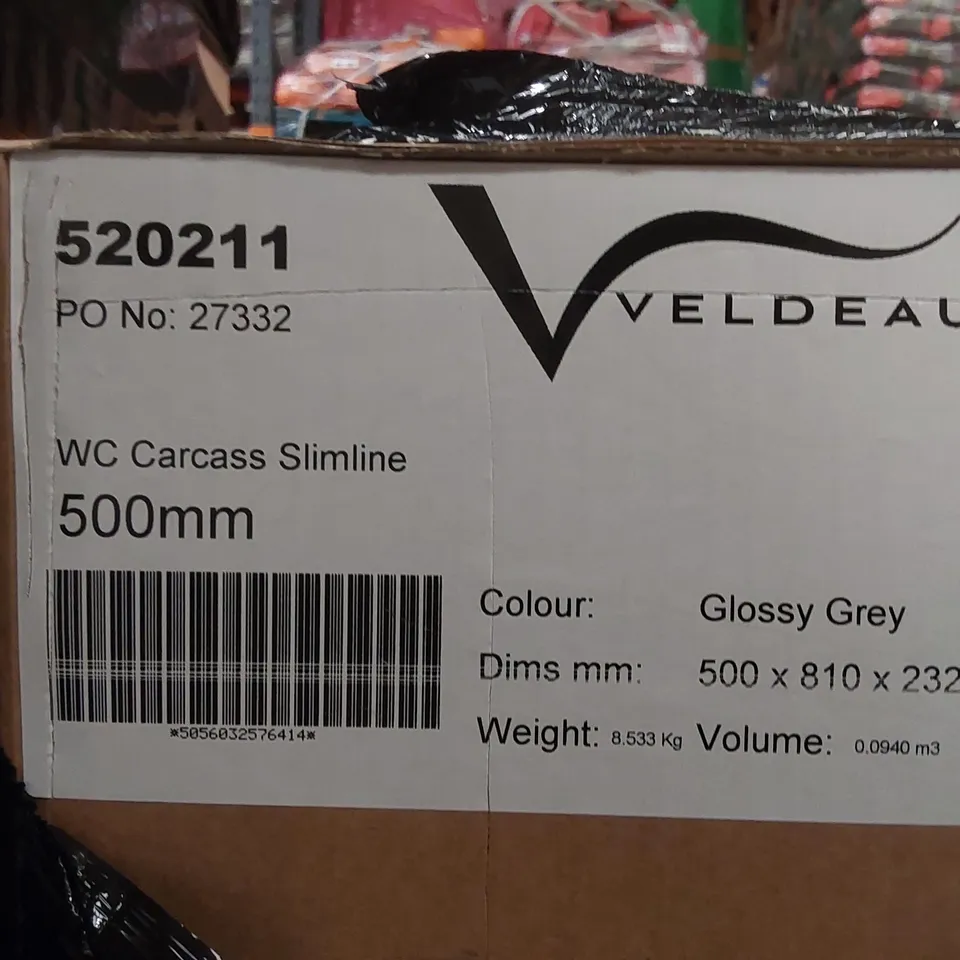 520211
PO No: 27332
VELDEAU
WC Carcass Slimline
500mm
*5056032576414*
Colour: Glossy Grey
Dims mm: 500 x 810 x 232
Weight: 8.533 Kg Volume: 0.0940 m3